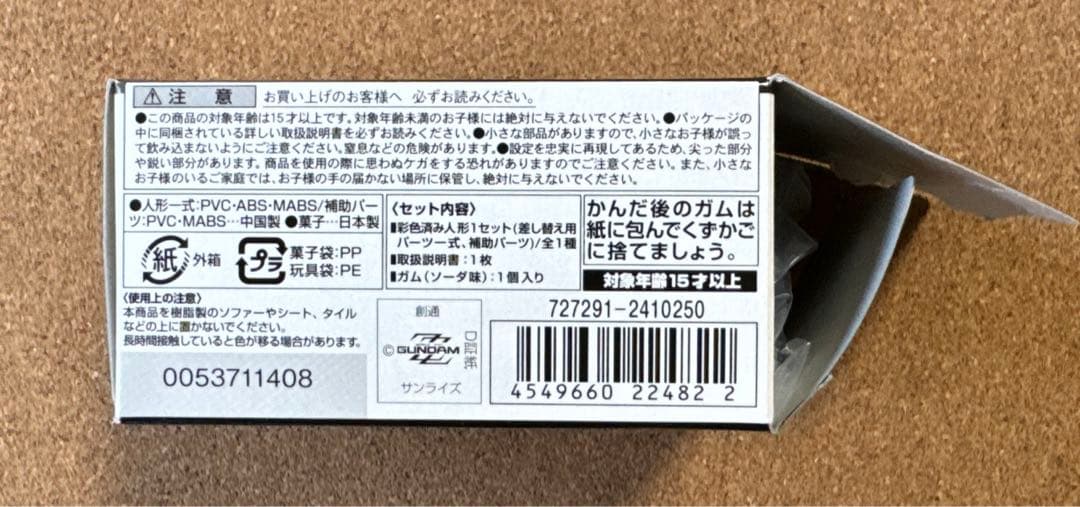 ⚠注意 お買い上げのお客様へ 必ずお読みください。
●この商品の対象年齢は15才以上です。対象年齢未満のお子様には絶対に与えないでください。●パッケージの
中に同梱されている詳しい取扱説明書を必ずお読みください。●小さな部品がありますので、小さなお子様が誤っ
て飲み込まないようにご注意ください。窒息などの危険があります。●設定を忠実に再現してあるため、尖った部分
や鋭い部分があります。商品を使用の際に思わぬケガをする恐れがありますのでご注意ください。また、小さな
お子様のいるご家庭では、お子様の手の届かない場所に保管し、絶対に与えないでください。
●人形一式:PVC・ABS・MABS/補助パー
ツ:PVC・MABS…中国製 ●菓子…日本製
紙 外箱
プラ 菓子袋:PP
玩具袋:PE
〈使用上の注意〉
本商品を樹脂製のソファーやシート、タイル
などの上に置かないでください。
長時間接触していると色が移る場合があります。
0053711408
〈セット内容〉
■彩色済み人形1セット(差し替え用
パーツ一式、補助パーツ)/全1種
■取扱説明書:1枚
■ガム(ソーダ味):1個入り
かんだ後のガムは
紙に包んでくずかご
に捨てましょう。
対象年齢15才以上
創通
© GUNDAM ZZ
サンライズ
727291-2410250
4549660 22482 2